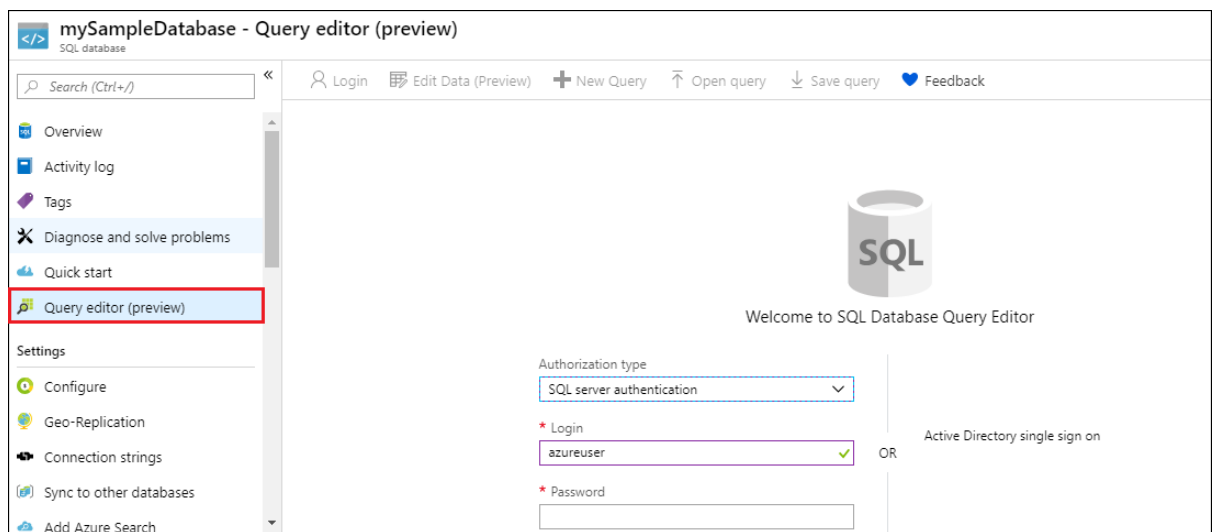 mySampleDatabase - Query editor (preview)
SQL database
Search (Ctrl+/)
«
Login
Edit Data (Preview)
New Query
Open query
Save query
Feedback
Overview
Activity log
Tags
Diagnose and solve problems
Quick start
Query editor (preview)
Settings
Configure
Geo-Replication
Connection strings
Sync to other databases
Add Azure Search
SQL
Welcome to SQL Database Query Editor
Authorization type
SQL server authentication
* Login
azureuser
* Password
OR
Active Directory single sign on